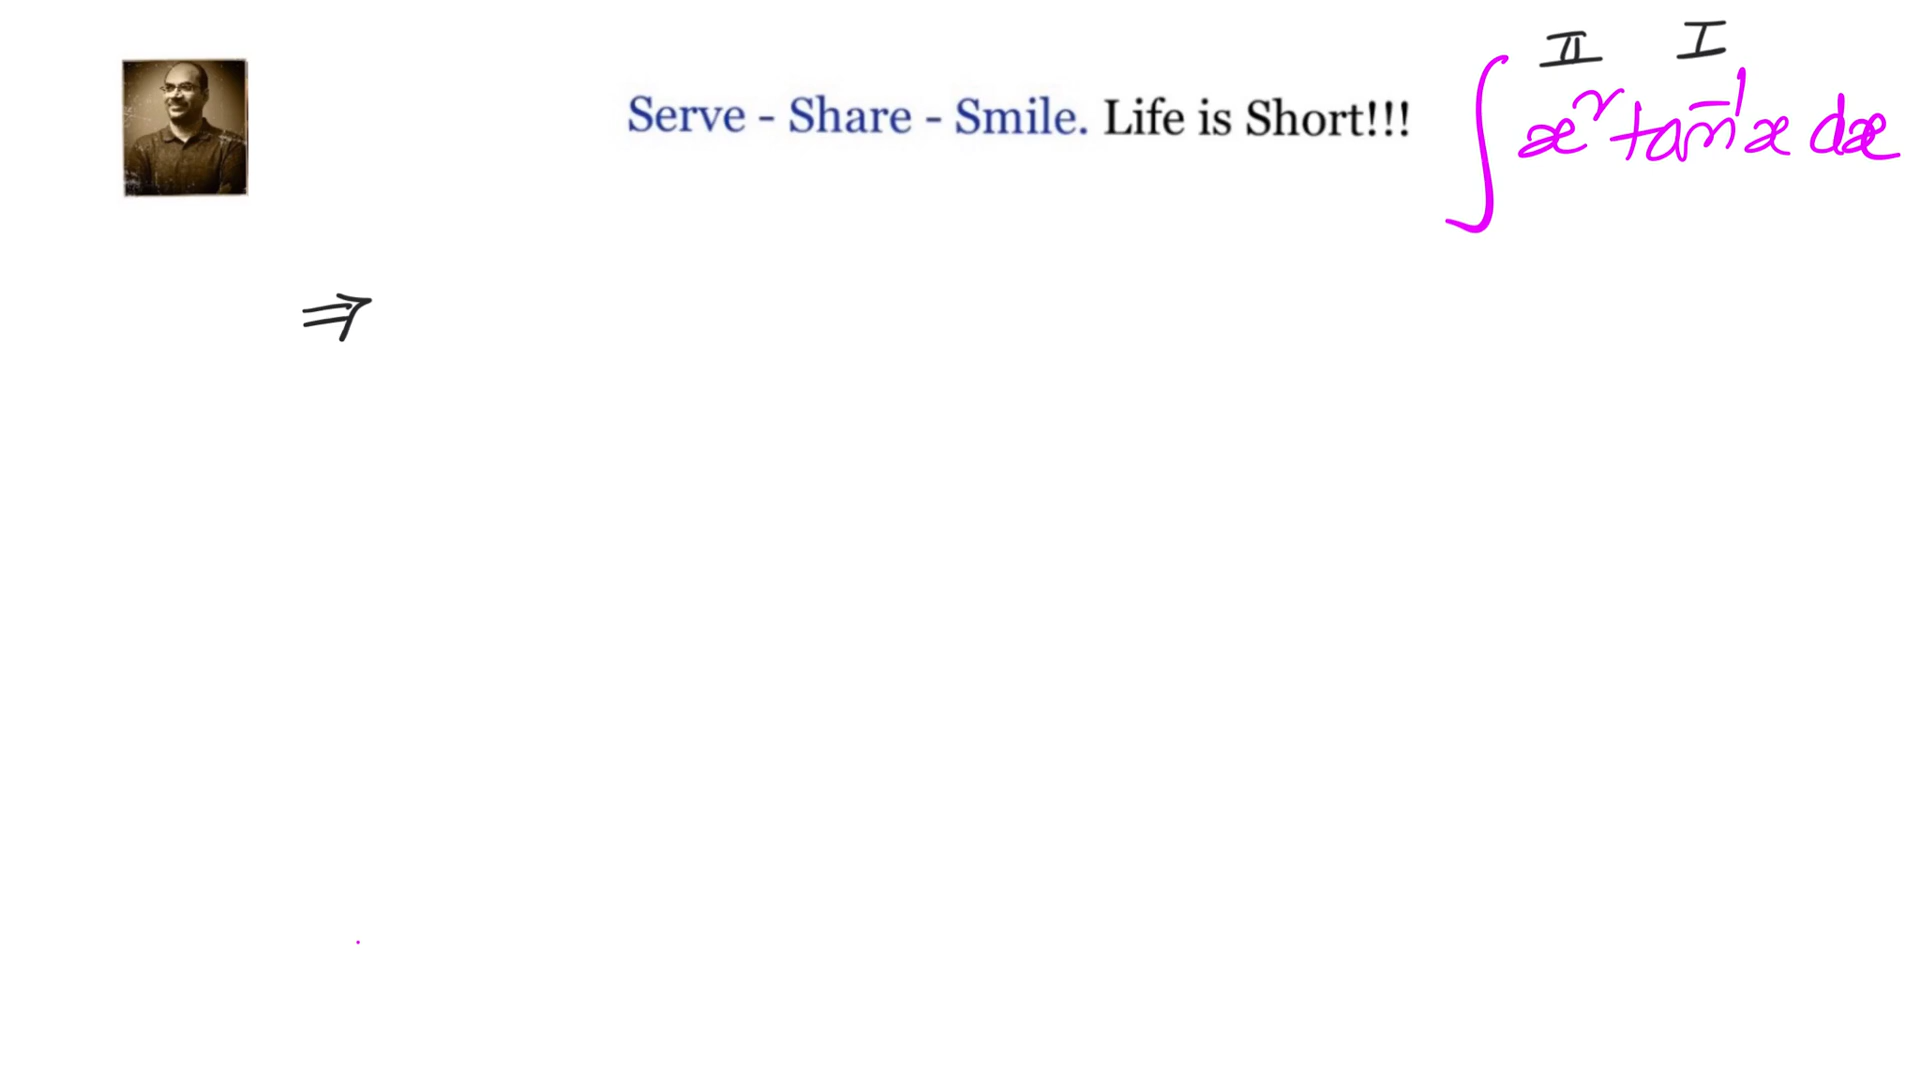 II I
Serve - Share - Smile. Life is Short!!! ∫ x² tan⁻¹x dx
⇒